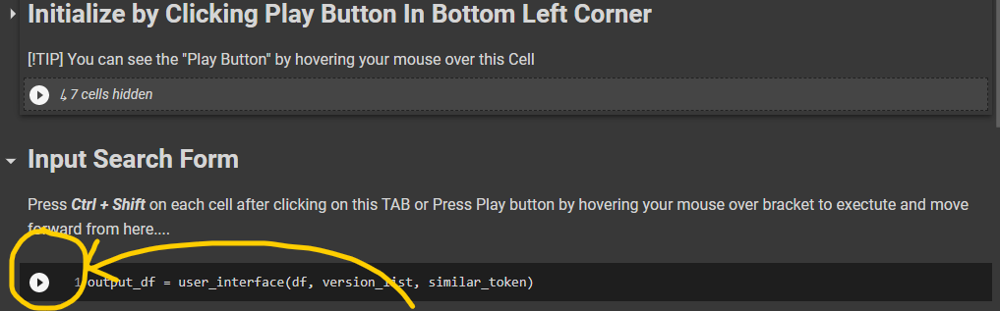 Initialize by Clicking Play Button In Bottom Left Corner
[!TIP] You can see the "Play Button" by hovering your mouse over this Cell
↳ 7 cells hidden
Input Search Form
Press Ctrl + Shift on each cell after clicking on this TAB or Press Play button by hovering your mouse over bracket to exectute and move
forward from here....
1 output_df = user_interface(df, version_list, similar_token)